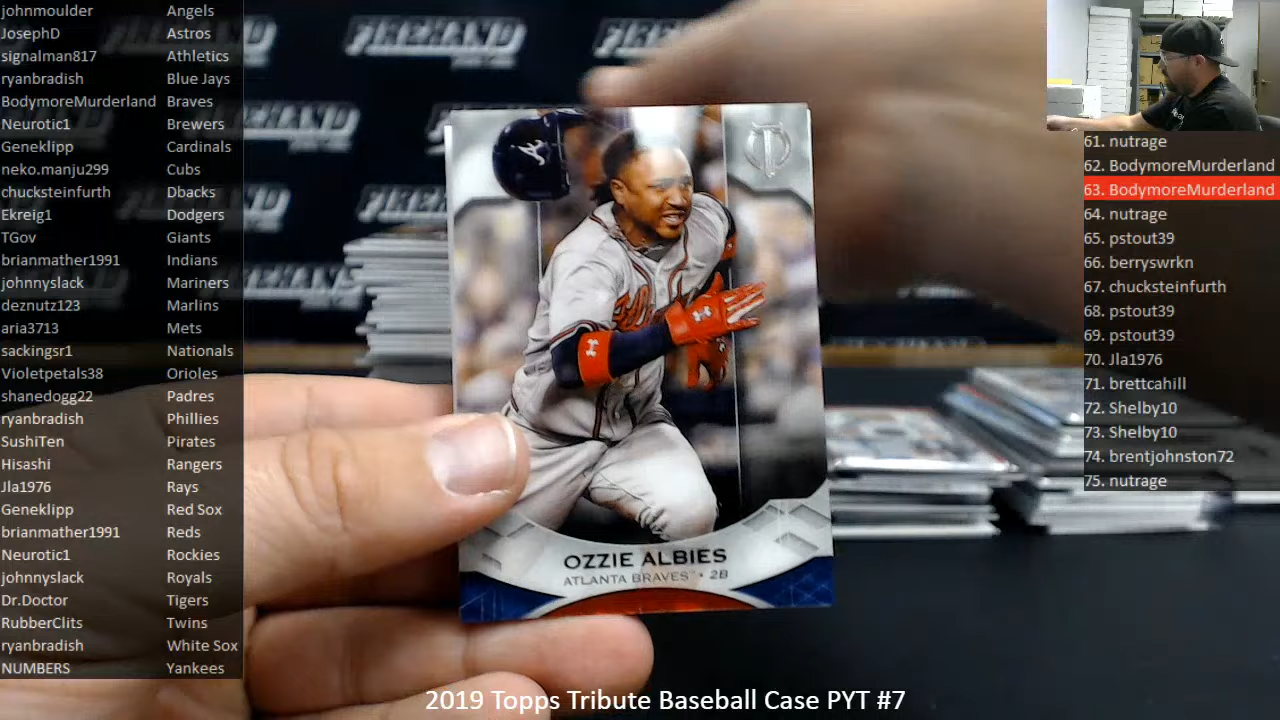 johnmoulder Angels
JosephD Astros
signalman817 Athletics
ryanbradish Blue Jays
BodymoreMurderland Braves
Neurotic1 Brewers
Geneklipp Cardinals
neko.manju299 Cubs
chucksteinfurth Dbacks
Ekreig1 Dodgers
TGov Giants
brianmather1991 Indians
johnnyslack Mariners
deznutz123 Marlins
aria3713 Mets
sackingsr1 Nationals
Violetpetals38 Orioles
shanedogg22 Padres
ryanbradish Phillies
SushiTen Pirates
Hisashi Rangers
Jla1976 Rays
Geneklipp Red Sox
brianmather1991 Reds
Neurotic1 Rockies
johnnyslack Royals
Dr.Doctor Tigers
RubberClits Twins
ryanbradish White Sox
NUMBERS Yankees
FIREHAND
FIREHAND
FIREHAND
OZZIE ALBIES
ATLANTA BRAVES • 2B
61. nutrage
62. BodymoreMurderland
63. BodymoreMurderland
64. nutrage
65. pstout39
66. berryswrkn
67. chucksteinfurth
68. pstout39
69. pstout39
70. Jla1976
71. brettcahill
72. Shelby10
73. Shelby10
74. brentjohnston72
75. nutrage
2019 Topps Tribute Baseball Case PYT #7